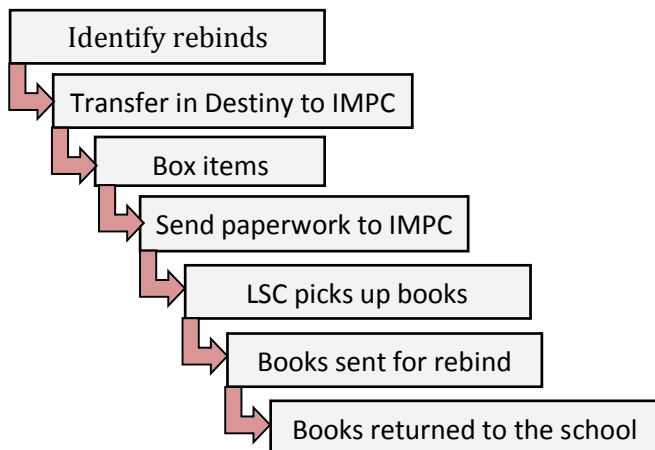 Identify rebinds
Transfer in Destiny to IMPC
Box items
Send paperwork to IMPC
LSC picks up books
Books sent for rebind
Books returned to the school